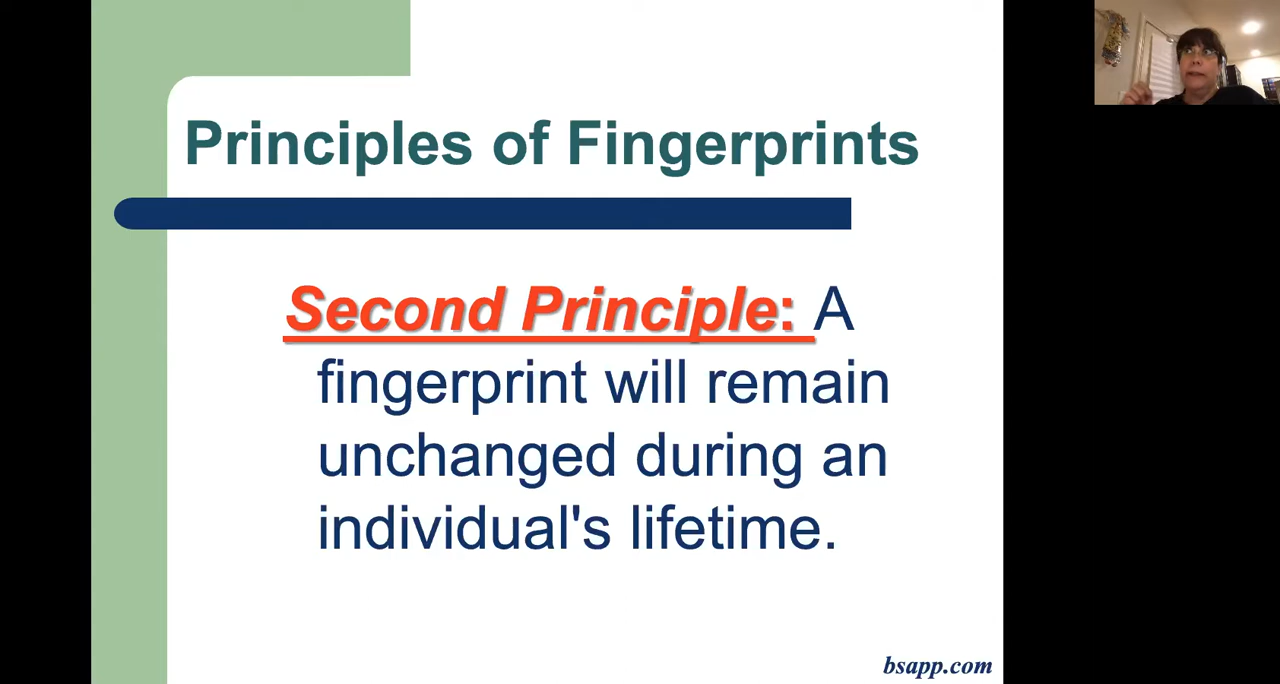 Principles of Fingerprints
Second Principle: A
fingerprint will remain
unchanged during an
individual's lifetime.
bsapp.com